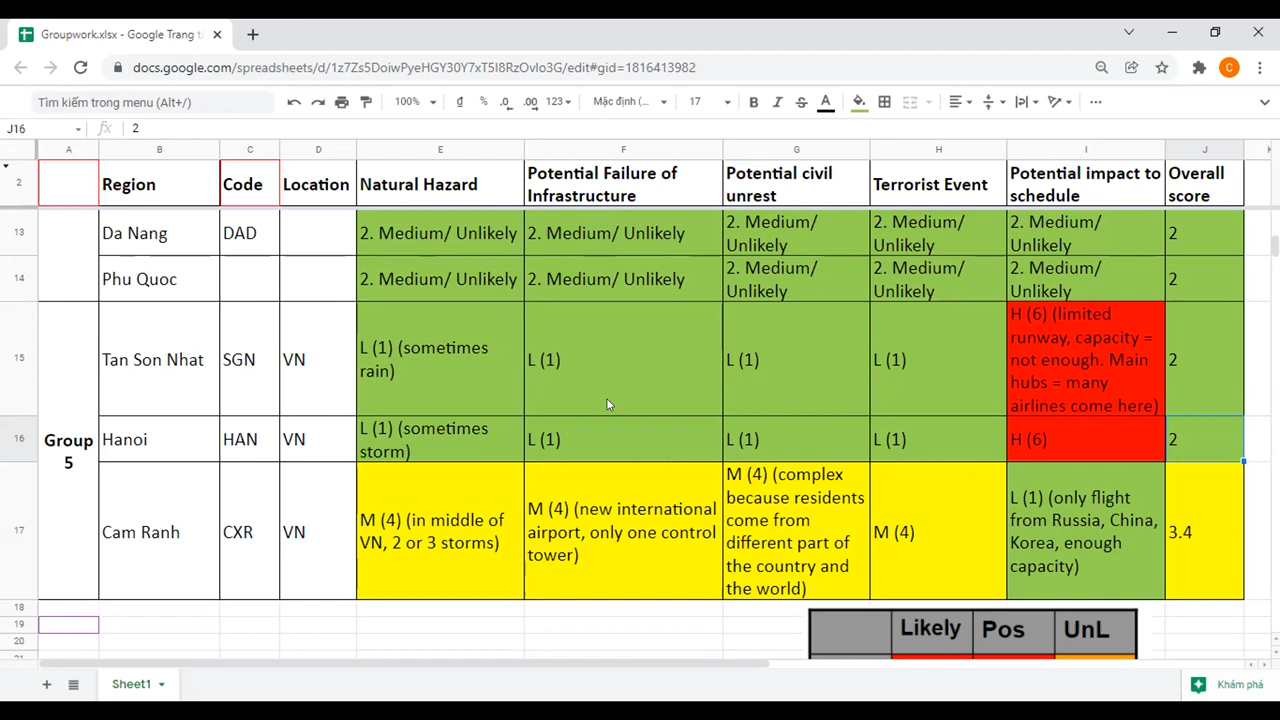 Groupwork.xlsx - Google Trang t
docs.google.com/spreadsheets/d/1z7Zs5DoiwPyeHGY30Y7xT5I8RzOvlo3G/edit#gid=1816413982
C
Tìm kiếm trong menu (Alt+/)
100%
₫
%
.0
.00
123
Mặc định (...
17
B
I
S
A
J16
fx
2
A
B
C
D
E
F
G
H
I
J
2
Region
Code
Location
Natural Hazard
Potential Failure of
Infrastructure
Potential civil
unrest
Terrorist Event
Potential impact to
schedule
Overall
score
13
Da Nang
DAD
2. Medium/ Unlikely
2. Medium/ Unlikely
2. Medium/
Unlikely
2. Medium/
Unlikely
2. Medium/
Unlikely
2
14
Phu Quoc
2. Medium/ Unlikely
2. Medium/ Unlikely
2. Medium/
Unlikely
2. Medium/
Unlikely
2. Medium/
Unlikely
2
15
Tan Son Nhat
SGN
VN
L (1) (sometimes
rain)
L (1)
L (1)
L (1)
H (6) (limited
runway, capacity =
not enough. Main
hubs = many
airlines come here)
2
Group
5
16
Hanoi
HAN
VN
L (1) (sometimes
storm)
L (1)
L (1)
L (1)
H (6)
2
17
Cam Ranh
CXR
VN
M (4) (in middle of
VN, 2 or 3 storms)
M (4) (new international
airport, only one control
tower)
M (4) (complex
because residents
come from
different part of
the country and
the world)
M (4)
L (1) (only flight
from Russia, China,
Korea, enough
capacity)
3.4
18
19
20
Likely
Pos
UnL
Sheet1
Khám phá